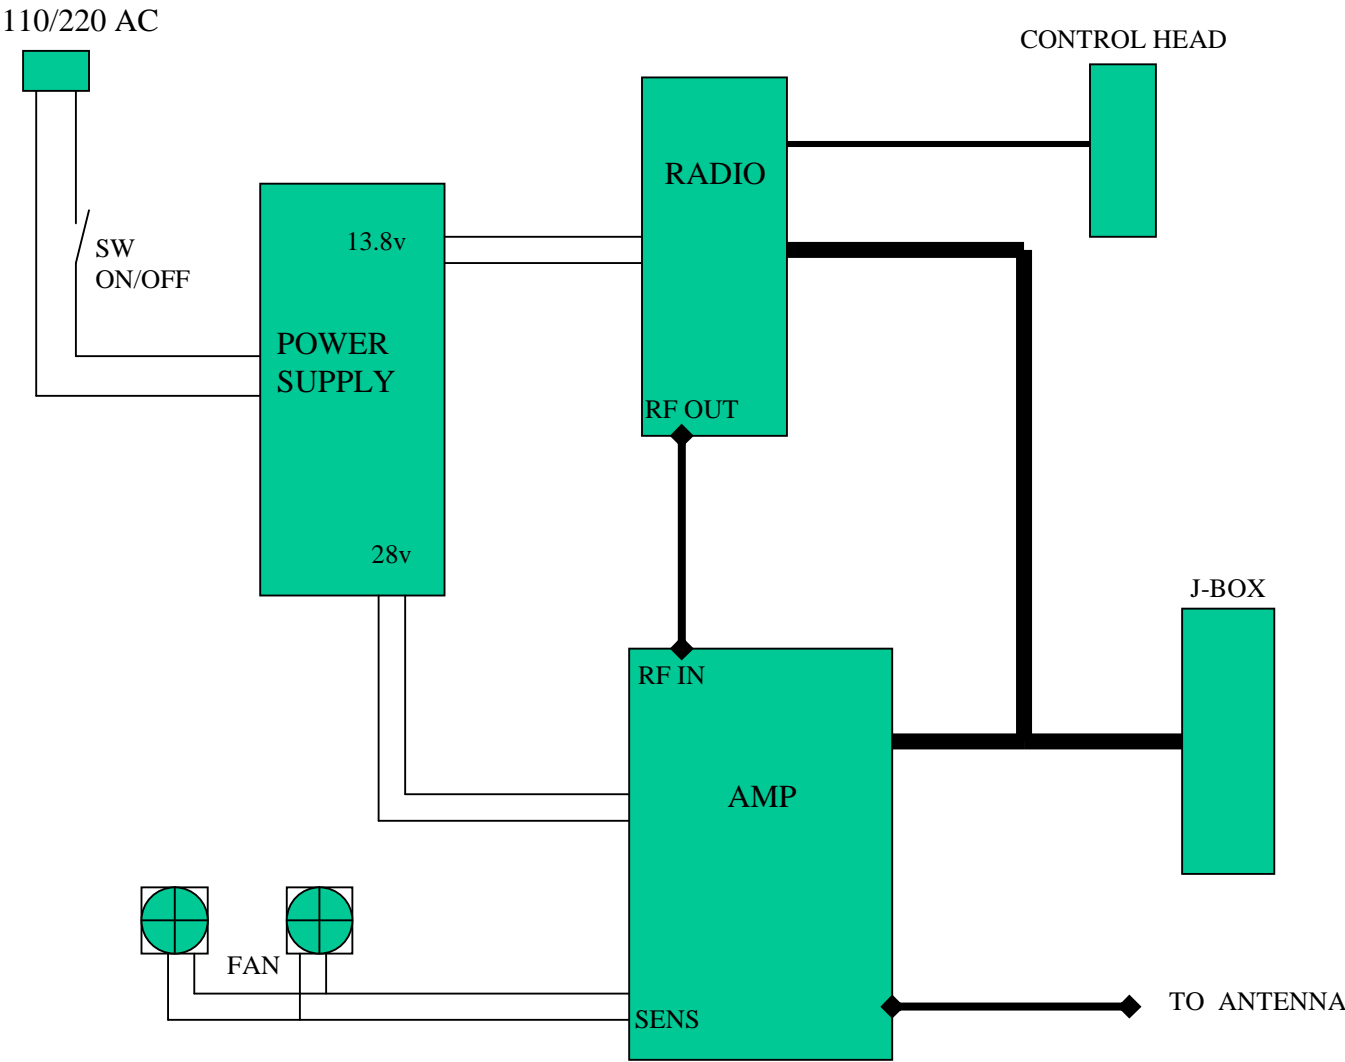 110/220 AC
CONTROL HEAD
RADIO
SW
ON/OFF
13.8v
POWER
SUPPLY
RF OUT
28v
J-BOX
RF IN
AMP
FAN
SENS
TO ANTENNA